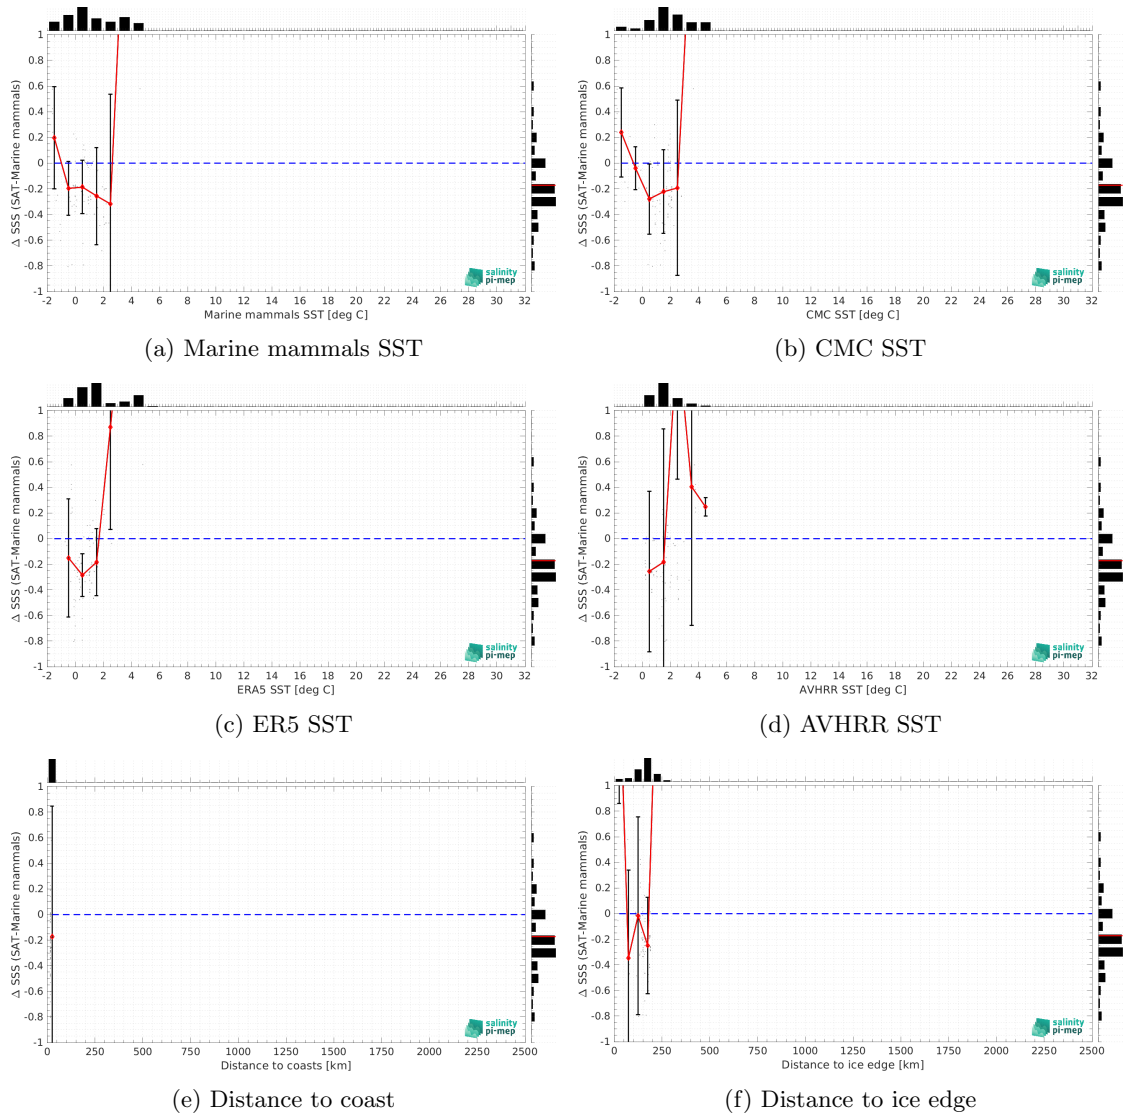 Δ SSS (SAT-Marine mammals)
1
0.8
0.6
0.4
0.2
0
-0.2
-0.4
-0.6
-0.8
-1
salinity
pi-mep
-2 0 2 4 6 8 10 12 14 16 18 20 22 24 26 28 30 32
Marine mammals SST [deg C]
(a) Marine mammals SST
Δ SSS (SAT-Marine mammals)
1
0.8
0.6
0.4
0.2
0
-0.2
-0.4
-0.6
-0.8
-1
salinity
pi-mep
-2 0 2 4 6 8 10 12 14 16 18 20 22 24 26 28 30 32
CMC SST [deg C]
(b) CMC SST
Δ SSS (SAT-Marine mammals)
1
0.8
0.6
0.4
0.2
0
-0.2
-0.4
-0.6
-0.8
-1
salinity
pi-mep
-2 0 2 4 6 8 10 12 14 16 18 20 22 24 26 28 30 32
ERA5 SST [deg C]
(c) ER5 SST
Δ SSS (SAT-Marine mammals)
1
0.8
0.6
0.4
0.2
0
-0.2
-0.4
-0.6
-0.8
-1
salinity
pi-mep
-2 0 2 4 6 8 10 12 14 16 18 20 22 24 26 28 30 32
AVHRR SST [deg C]
(d) AVHRR SST
Δ SSS (SAT-Marine mammals)
1
0.8
0.6
0.4
0.2
0
-0.2
-0.4
-0.6
-0.8
-1
salinity
pi-mep
0 250 500 750 1000 1250 1500 1750 2000 2250 2500
Distance to coasts [km]
(e) Distance to coast
Δ SSS (SAT-Marine mammals)
1
0.8
0.6
0.4
0.2
0
-0.2
-0.4
-0.6
-0.8
-1
salinity
pi-mep
0 250 500 750 1000 1250 1500 1750 2000 2250 2500
Distance to ice edge [km]
(f) Distance to ice edge